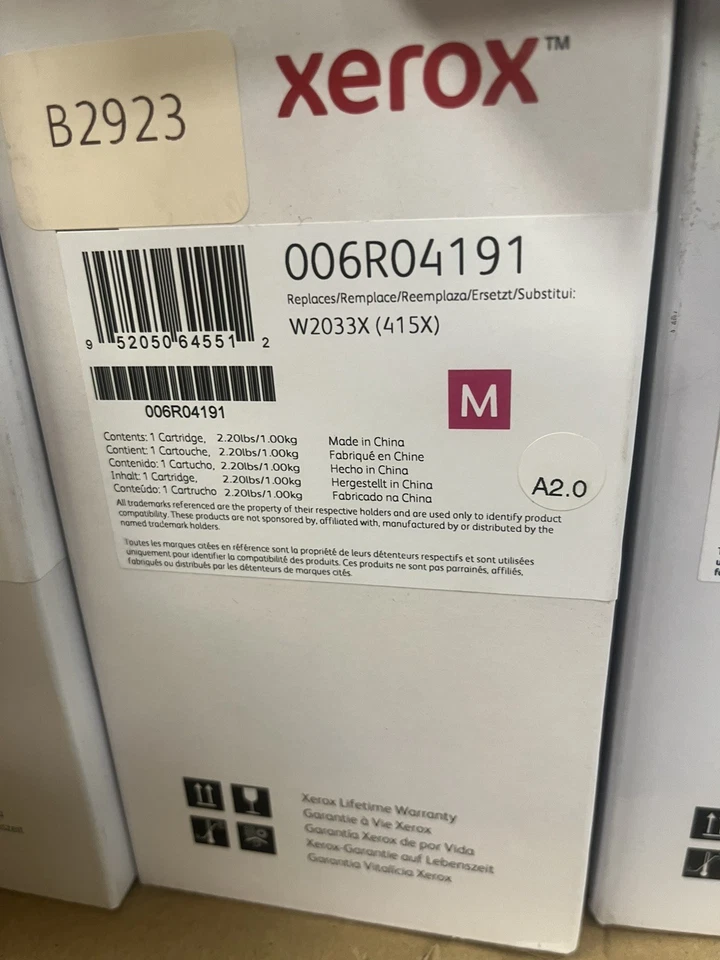 B2923
xerox™
006R04191
Replaces/Remplace/Reemplaza/Ersetzt/Substitui:
W2033X (415X)
9 52050 64551 2
006R04191
M
Contents: 1 Cartridge, 2.20lbs/1.00kg
Contient: 1 Cartouche, 2.20lbs/1.00kg
Contenido: 1 Cartucho, 2.20lbs/1.00kg
Inhalt: 1 Cartridge, 2.20lbs/1.00kg
Conteúdo: 1 Cartrucho 2.20lbs/1.00kg
Made in China
Fabriqué en Chine
Hecho in China
Hergestellt in China
Fabricado na China
A2.0
All trademarks referenced are the property of their respective holders and are used only to identify product
compatibility. These products are not sponsored by, affiliated with, manufactured by or distributed by the
named trademark holders.
Toutes les marques citées en référence sont la propriété de leurs détenteurs respectifs et sont utilisées
uniquement pour identifier la compatibilité des produits. Ces produits ne sont pas parrainés, affiliés,
fabriqués ou distribués par les détenteurs de marques cités.
Xerox Lifetime Warranty
Garantie à Vie Xerox
Garantía Xerox de por Vida
Xerox-Garantie auf Lebenszeit
Garantia Vitalícia Xerox